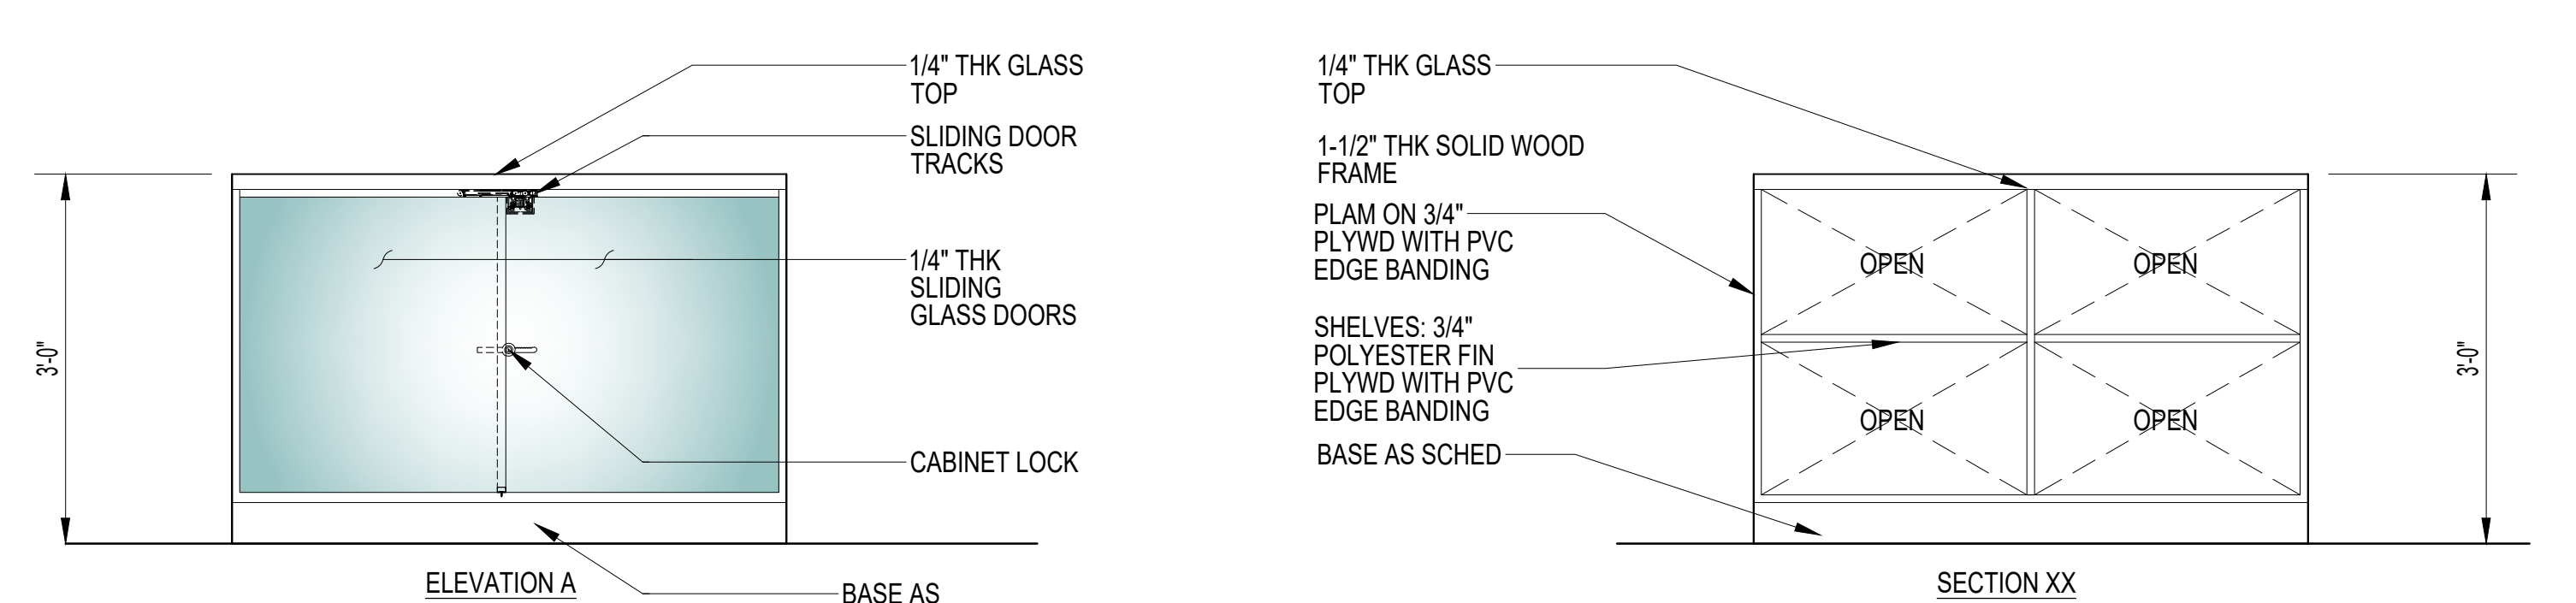 1/4" THK GLASS
TOP
SLIDING DOOR
TRACKS
1/4" THK
SLIDING
GLASS DOORS
CABINET LOCK
BASE AS
3'-0"
ELEVATION A
1/4" THK GLASS
TOP
1-1/2" THK SOLID WOOD
FRAME
PLAM ON 3/4"
PLYWD WITH PVC
EDGE BANDING
SHELVES: 3/4"
POLYESTER FIN
PLYWD WITH PVC
EDGE BANDING
BASE AS SCHED
OPEN
OPEN
OPEN
OPEN
3'-0"
SECTION XX